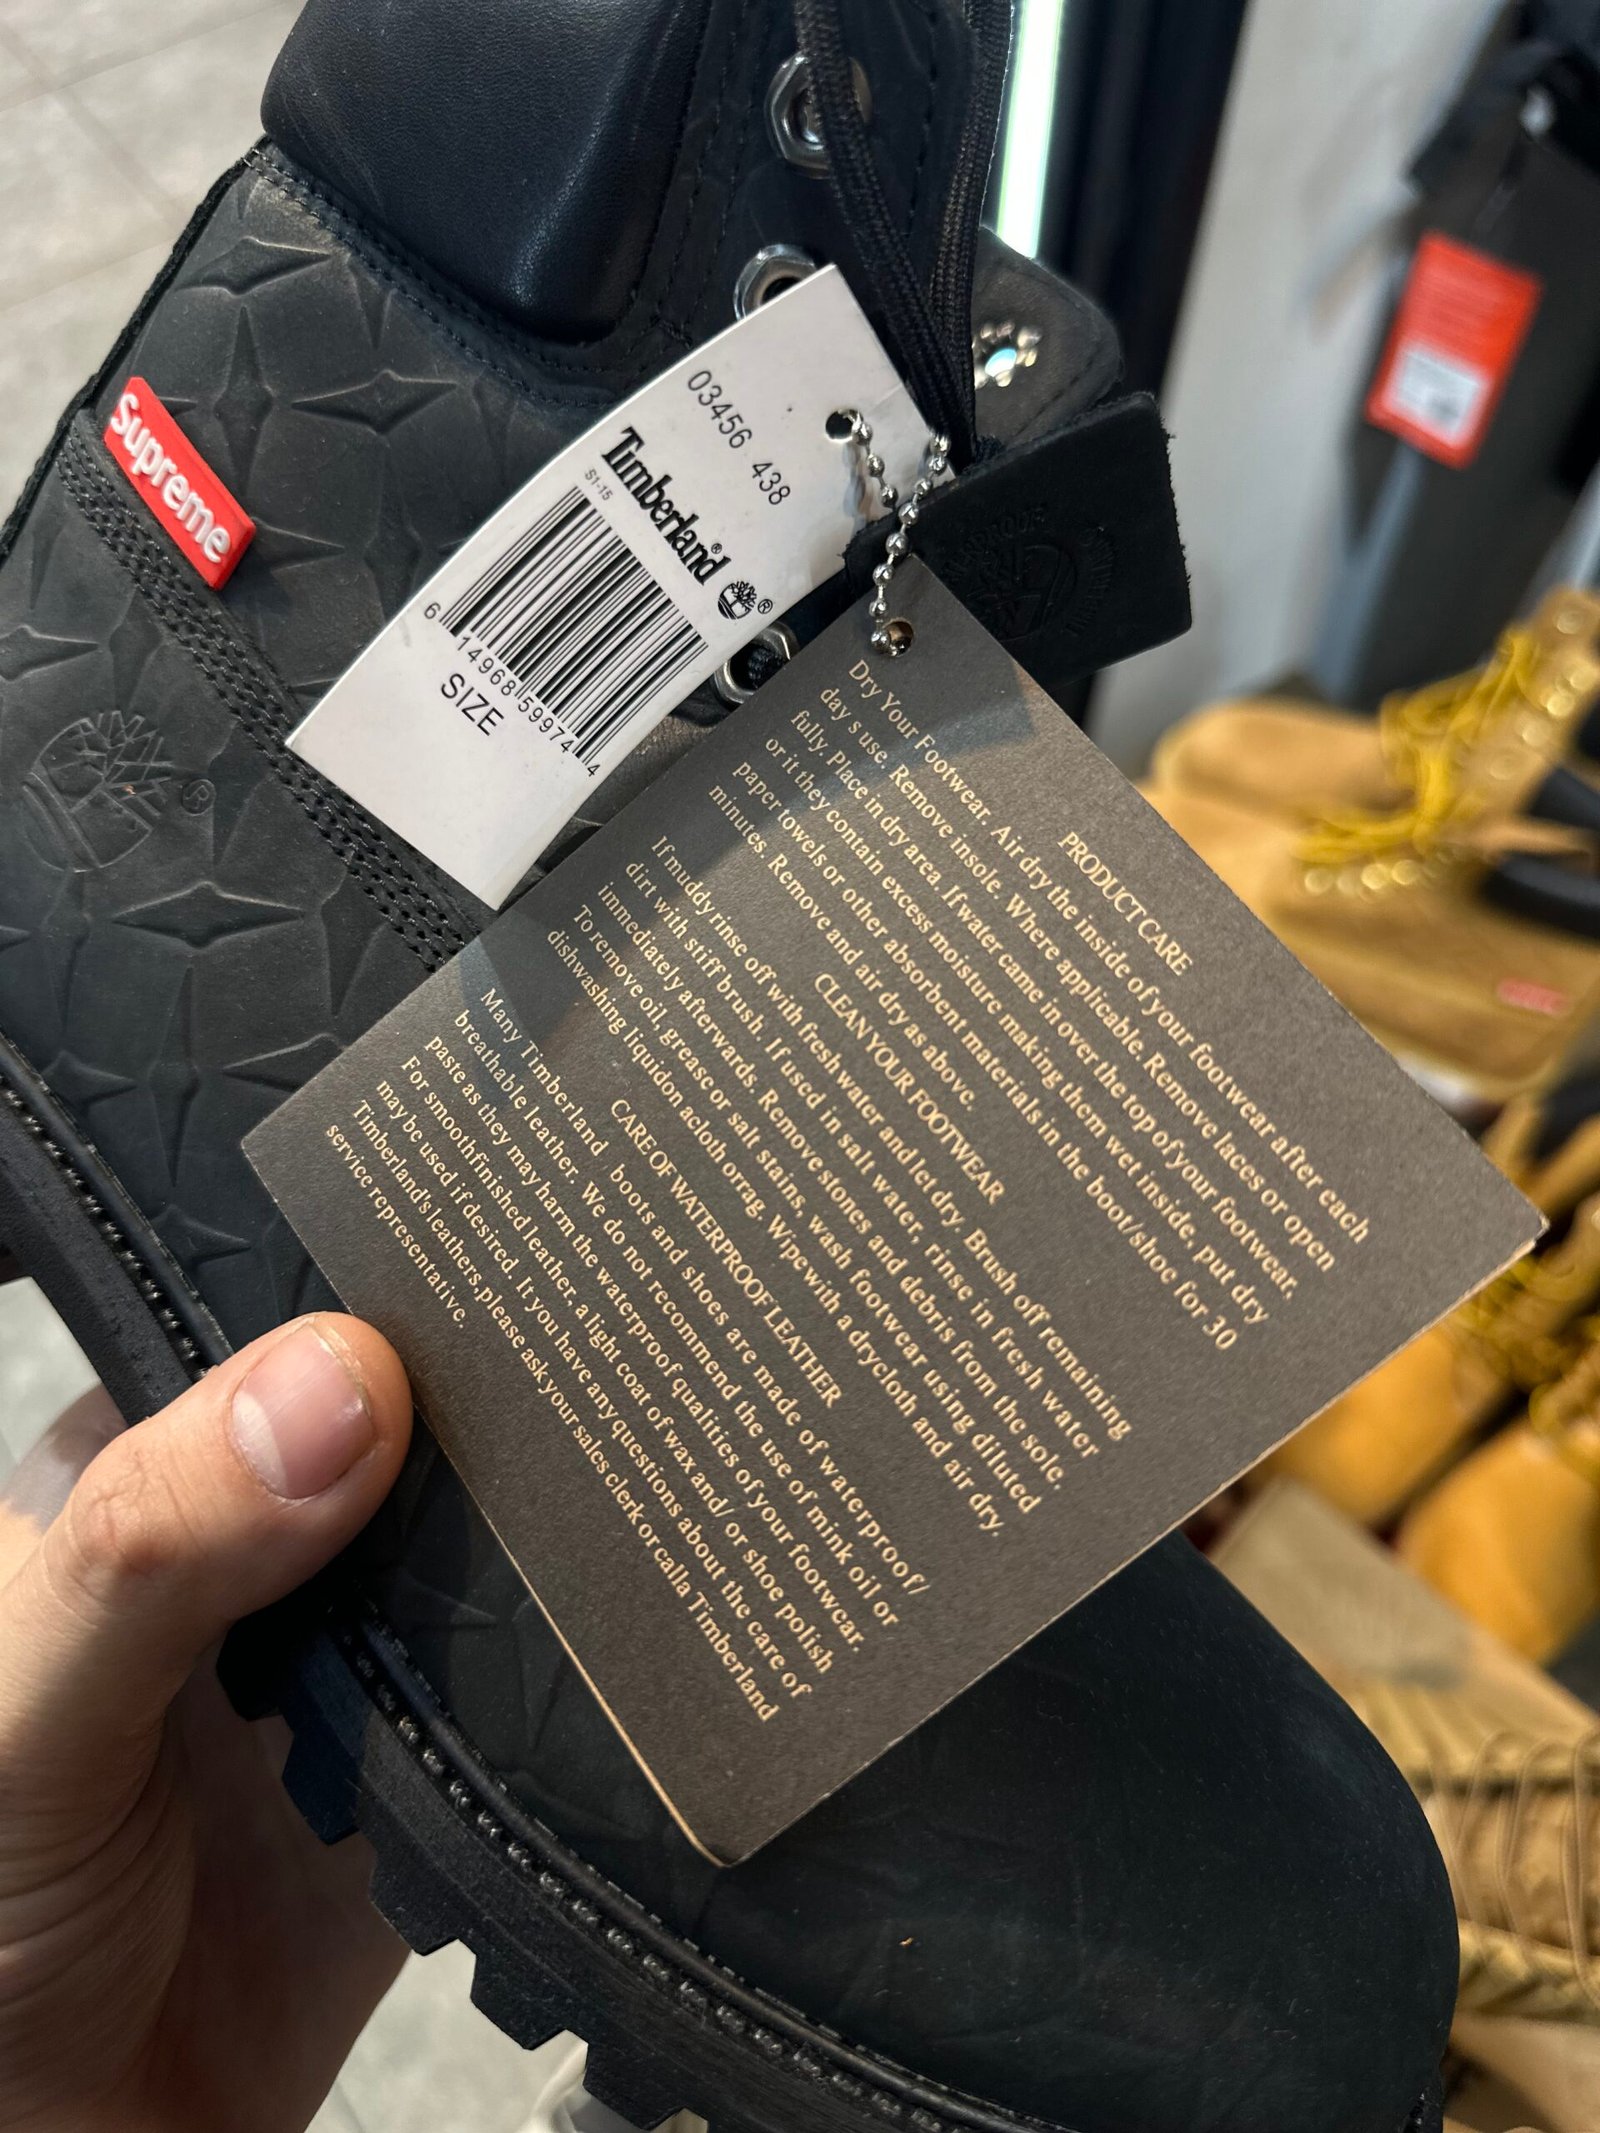 Supreme
03456 438
Timberland®
®
S1-15
6 14968 59974 4
SIZE
®
PRODUCT CARE
Dry Your Footwear. Air dry the inside of your footwear after each
day s use. Remove insole. Where applicable. Remove laces or open
fully. Place in dry area. If water came in over the top of your footwear,
or it they contain excess moisture making them wet inside, put dry
paper towels or other absorbent materials in the boot/shoe for 30
minutes. Remove and air dry as above.
CLEAN YOUR FOOTWEAR
If muddy rinse off with fresh water and let dry. Brush off remaining
dirt with stiff brush. If used in salt water, rinse in fresh water
immediately afterwards. Remove stones and debris from the sole.
To remove oil, grease or salt stains, wash footwear using diluted
dishwashing liquidon acloth or rag. Wipe with a drycloth and air dry.
CARE OF WATERPROOF LEATHER
Many Timberland boots and shoes are made of waterproof/
breathable leather. We do not recommend the use of mink oil or
paste as they may harm the waterproof qualities of your footwear.
For smoothfinished leather, a light coat of wax and/ or shoe polish
may be used if desired. It you have any questions about the care of
Timberland's leathers, please ask your sales clerk or calla Timberland
service representative.